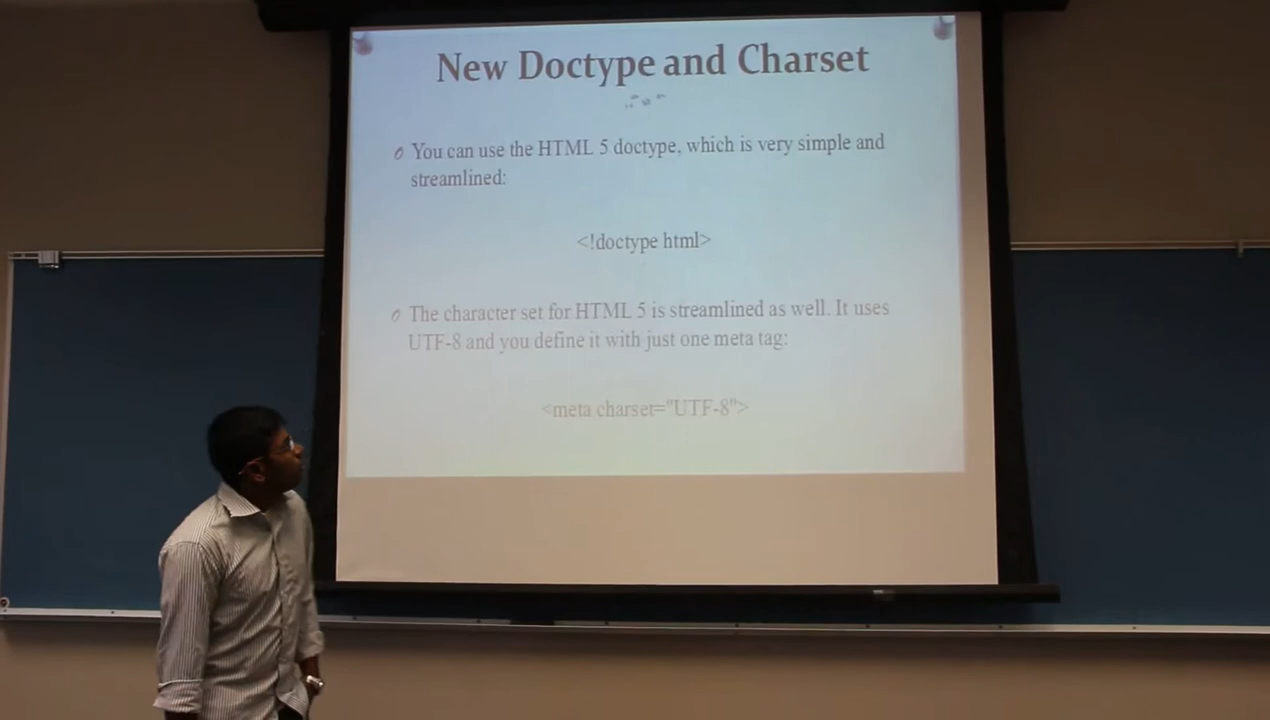 New Doctype and Charset
You can use the HTML 5 doctype, which is very simple and
streamlined:
<!doctype html>
The character set for HTML 5 is streamlined as well. It uses
UTF-8 and you define it with just one meta tag:
<meta charset="UTF-8">